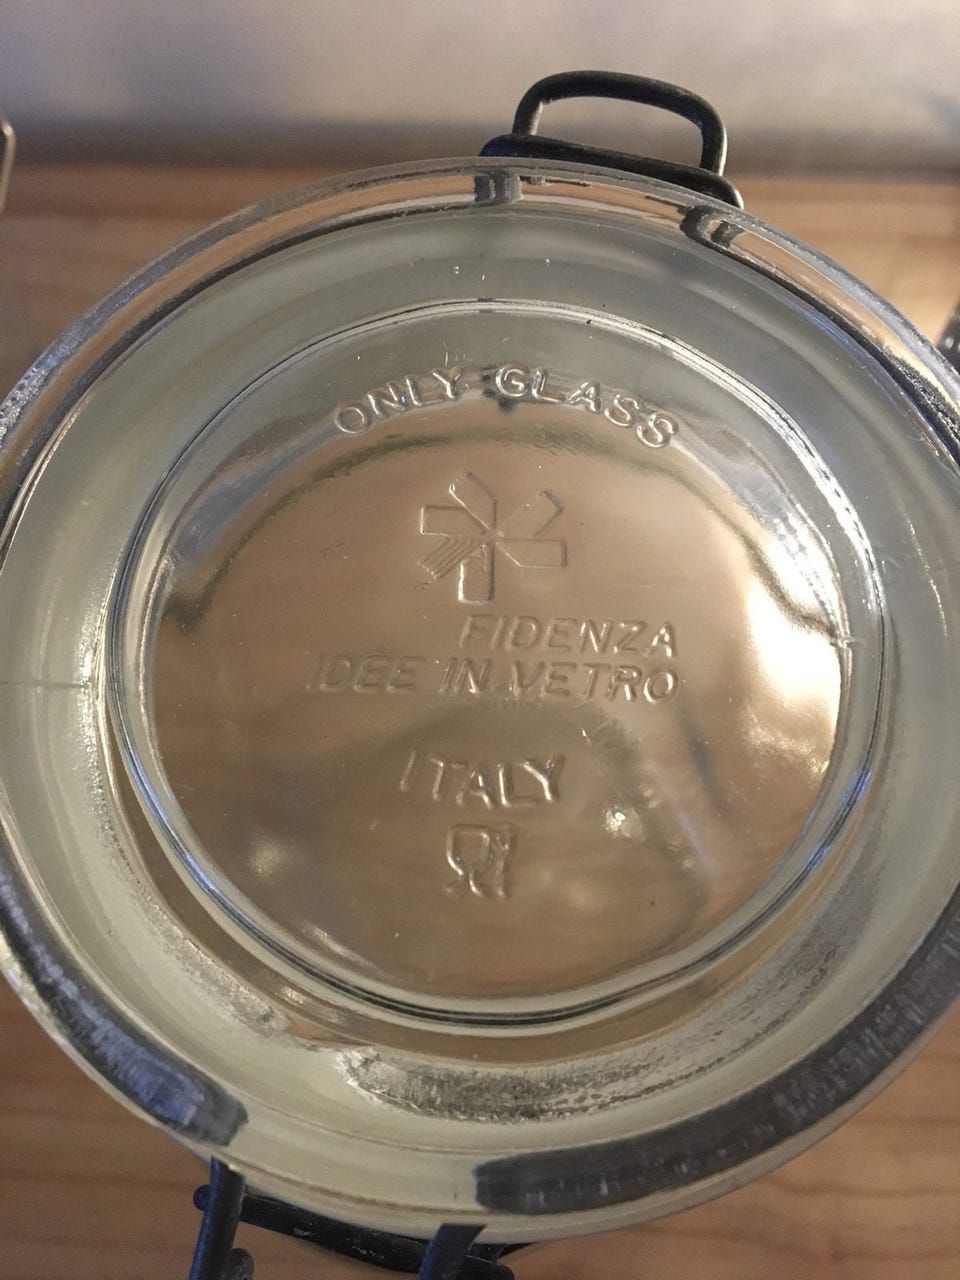 ONLY GLASS
FIDENZA
IDEE IN VETRO
ITALY